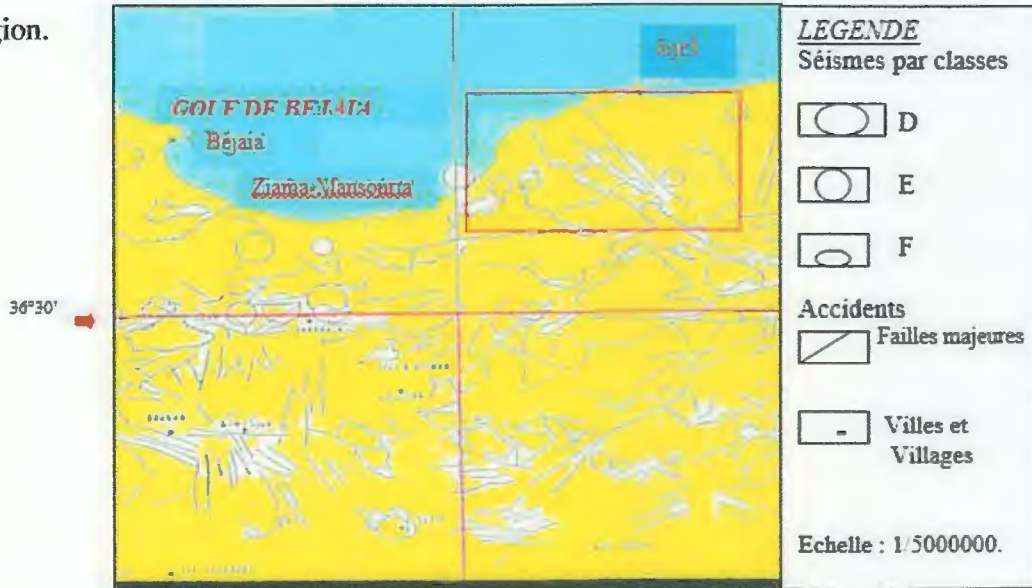 gion.
Jijel
GOLFE DE BEJAIA
Béjaia
Ziama-Mansouria
36°30'
LEGENDE
Séismes par classes
D
E
F
Accidents
Failles majeures
Villes et
Villages
Echelle : 1/5000000.